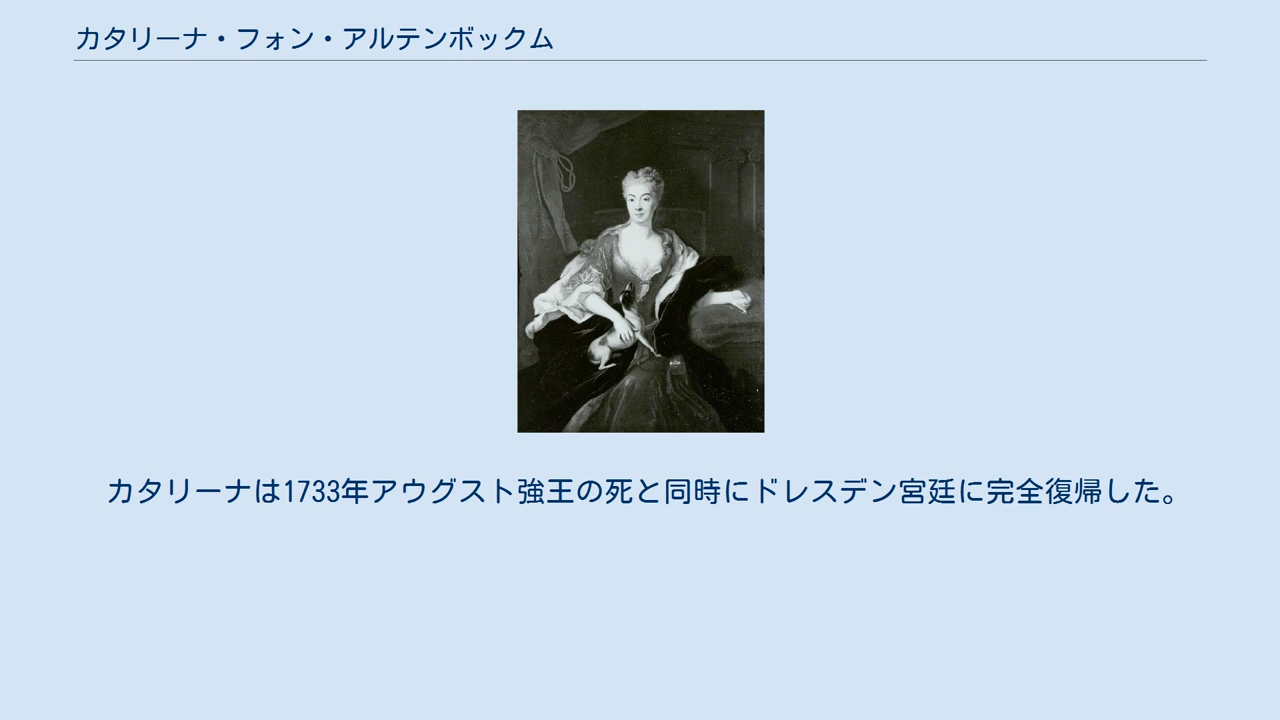 カタリーナ・フォン・アルテンボックム
カタリーナは1733年アウグスト強王の死と同時にドレスデン宮廷に完全復帰した。